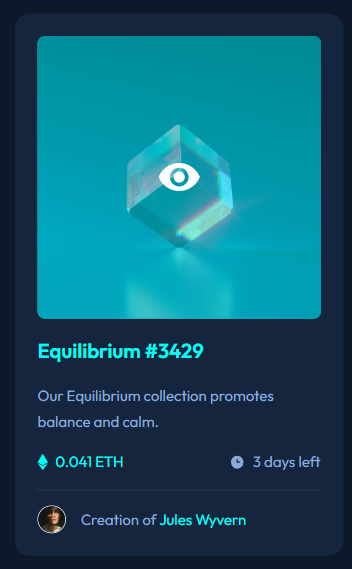 Equilibrium #3429
Our Equilibrium collection promotes
balance and calm.
0.041 ETH
3 days left
Creation of Jules Wyvern